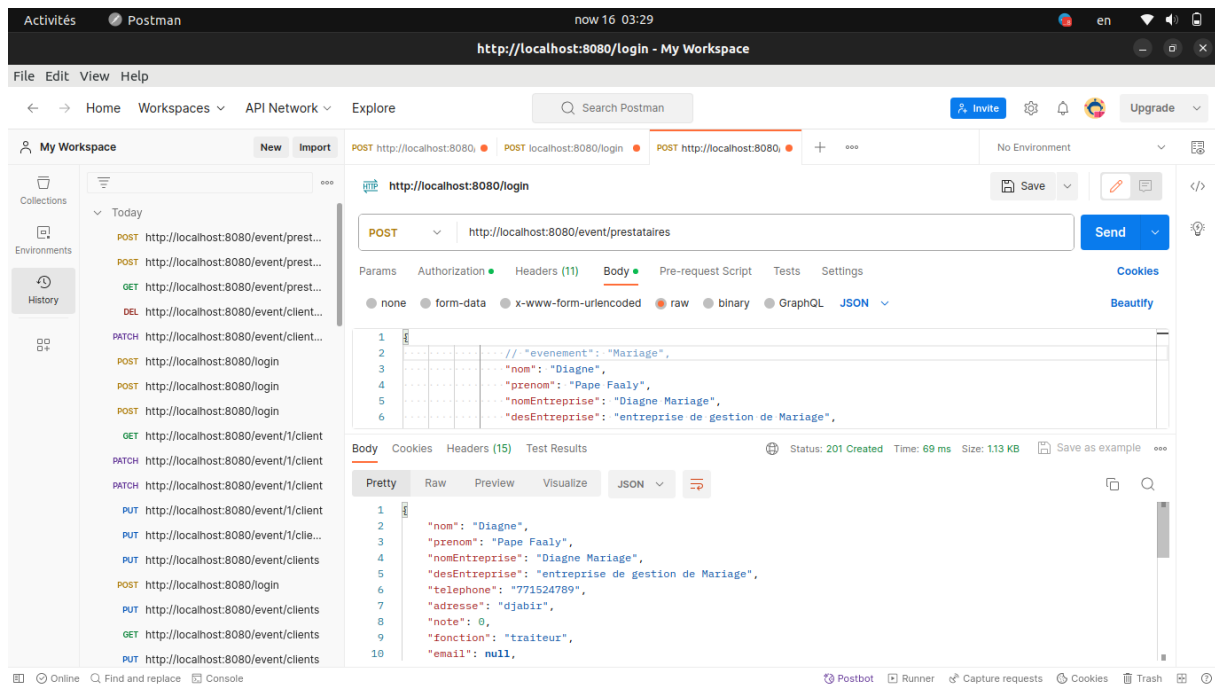 Activités Postman now 16 03:29 en
http://localhost:8080/login - My Workspace
File Edit View Help
Home Workspaces API Network Explore Search Postman Invite Upgrade
My Workspace New Import POST http://localhost:8080/ POST localhost:8080/login POST http://localhost:8080/ No Environment
Collections
Environments
History
Today
POST http://localhost:8080/event/prest...
POST http://localhost:8080/event/prest...
GET http://localhost:8080/event/prest...
DEL http://localhost:8080/event/client...
PATCH http://localhost:8080/event/client...
POST http://localhost:8080/login
POST http://localhost:8080/login
POST http://localhost:8080/login
GET http://localhost:8080/event/1/client
PATCH http://localhost:8080/event/1/client
PATCH http://localhost:8080/event/1/client
PUT http://localhost:8080/event/1/client
PUT http://localhost:8080/event/1/clie...
PUT http://localhost:8080/event/clients
POST http://localhost:8080/login
PUT http://localhost:8080/event/clients
GET http://localhost:8080/event/clients
PUT http://localhost:8080/event/clients
HTTP http://localhost:8080/login Save
POST http://localhost:8080/event/prestataires Send
Params Authorization Headers (11) Body Pre-request Script Tests Settings Cookies
none form-data x-www-form-urlencoded raw binary GraphQL JSON Beautify
1 {
2 // "evenement": "Mariage",
3 "nom": "Diagne",
4 "prenom": "Pape Faaly",
5 "nomEntreprise": "Diagne Mariage",
6 "desEntreprise": "entreprise de gestion de Mariage",
Body Cookies Headers (15) Test Results Status: 201 Created Time: 69 ms Size: 1.13 KB Save as example
Pretty Raw Preview Visualize JSON
1 {
2 "nom": "Diagne",
3 "prenom": "Pape Faaly",
4 "nomEntreprise": "Diagne Mariage",
5 "desEntreprise": "entreprise de gestion de Mariage",
6 "telephone": "771524789",
7 "adresse": "djabir",
8 "note": 0,
9 "fonction": "traiteur",
10 "email": null,
Online Find and replace Console Postbot Runner Capture requests Cookies Trash